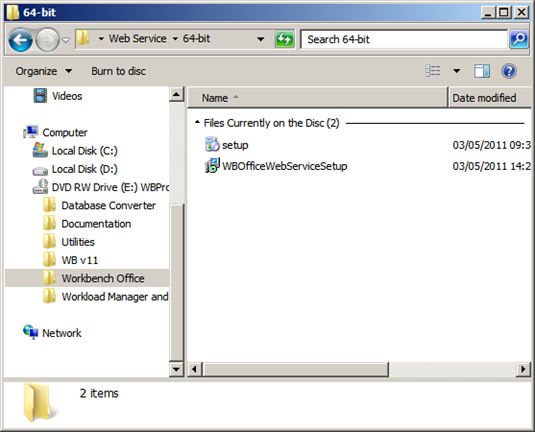 64-bit
Web Service 64-bit
Search 64-bit
Organize
Burn to disc
Videos
Computer
Local Disk (C:)
Local Disk (D:)
DVD RW Drive (E:) WBPro
Database Converter
Documentation
Utilities
WB v11
Workbench Office
Workload Manager and
Network
Name
Date modified
Files Currently on the Disc (2)
setup 03/05/2011 09:3
WBOfficeWebServiceSetup 03/05/2011 14:2
2 items